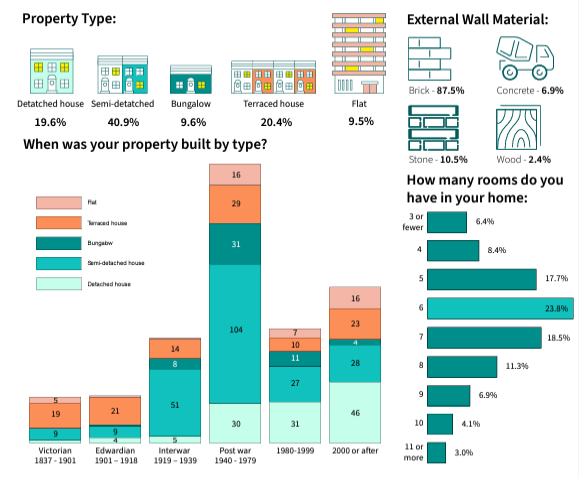 Property Type:
Detatched house
19.6%
Semi-detatched
40.9%
Bungalow
9.6%
Terraced house
20.4%
Flat
9.5%
External Wall Material:
Brick - 87.5%
Concrete - 6.9%
Stone - 10.5%
Wood - 2.4%
When was your property built by type?
Flat
Terraced house
Bungabw
Semi-detached house
Detached house
5
19
9
Victorian
1837 - 1901
21
9
4
Edwardian
1901 – 1918
14
8
51
5
Interwar
1919 – 1939
16
29
31
104
30
Post war
1940 - 1979
7
10
11
27
31
1980-1999
16
23
4
28
46
2000 or after
How many rooms do you
have in your home:
3 or
fewer
6.4%
4
8.4%
5
17.7%
6
23.8%
7
18.5%
8
11.3%
9
6.9%
10
4.1%
11 or
more
3.0%